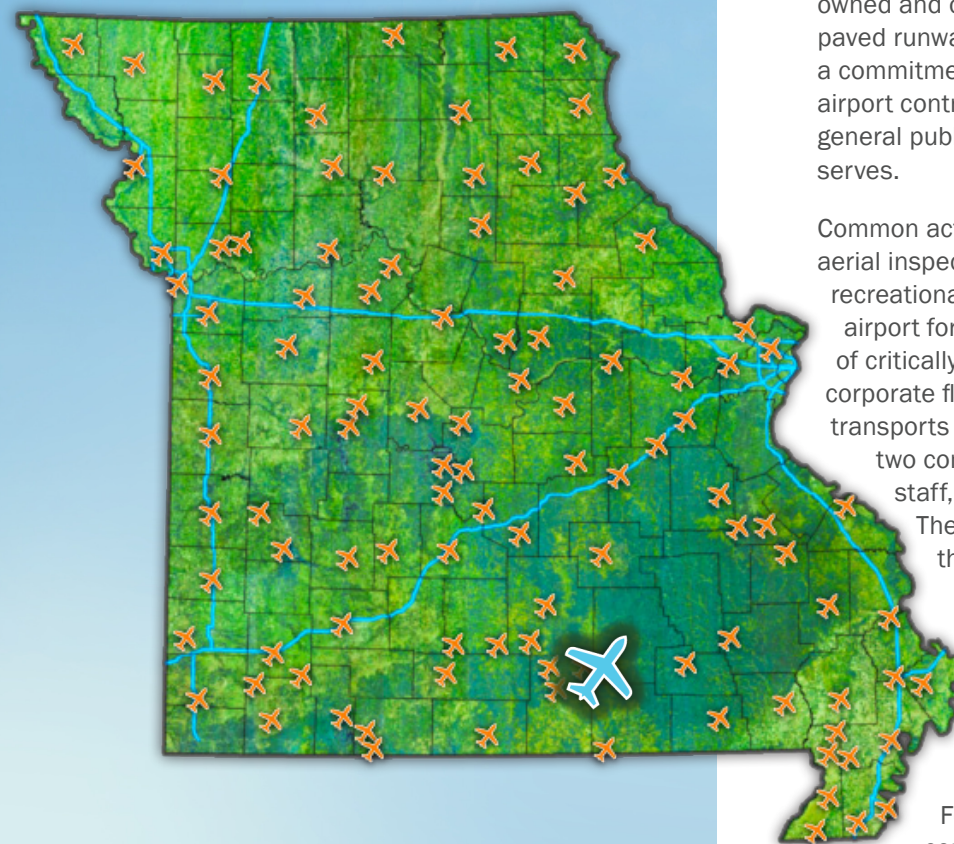 owned and
paved runwa
a commitme
airport contr
general pub
serves.
Common act
aerial inspec
recreationa
airport for
of critically
corporate fl
transports
two con
staff,
The
th
F